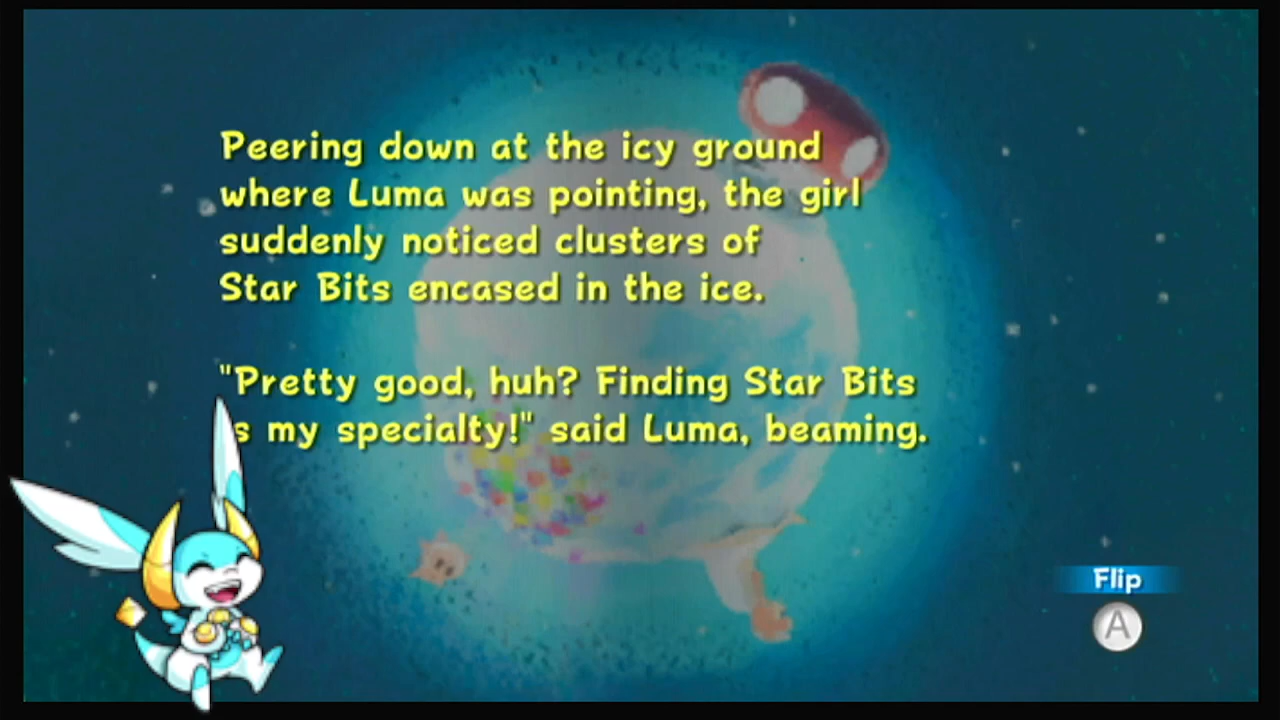 Peering down at the icy ground
where Luma was pointing, the girl
suddenly noticed clusters of
Star Bits encased in the ice.
"Pretty good, huh? Finding Star Bits
s my specialty!" said Luma, beaming.
Flip
A